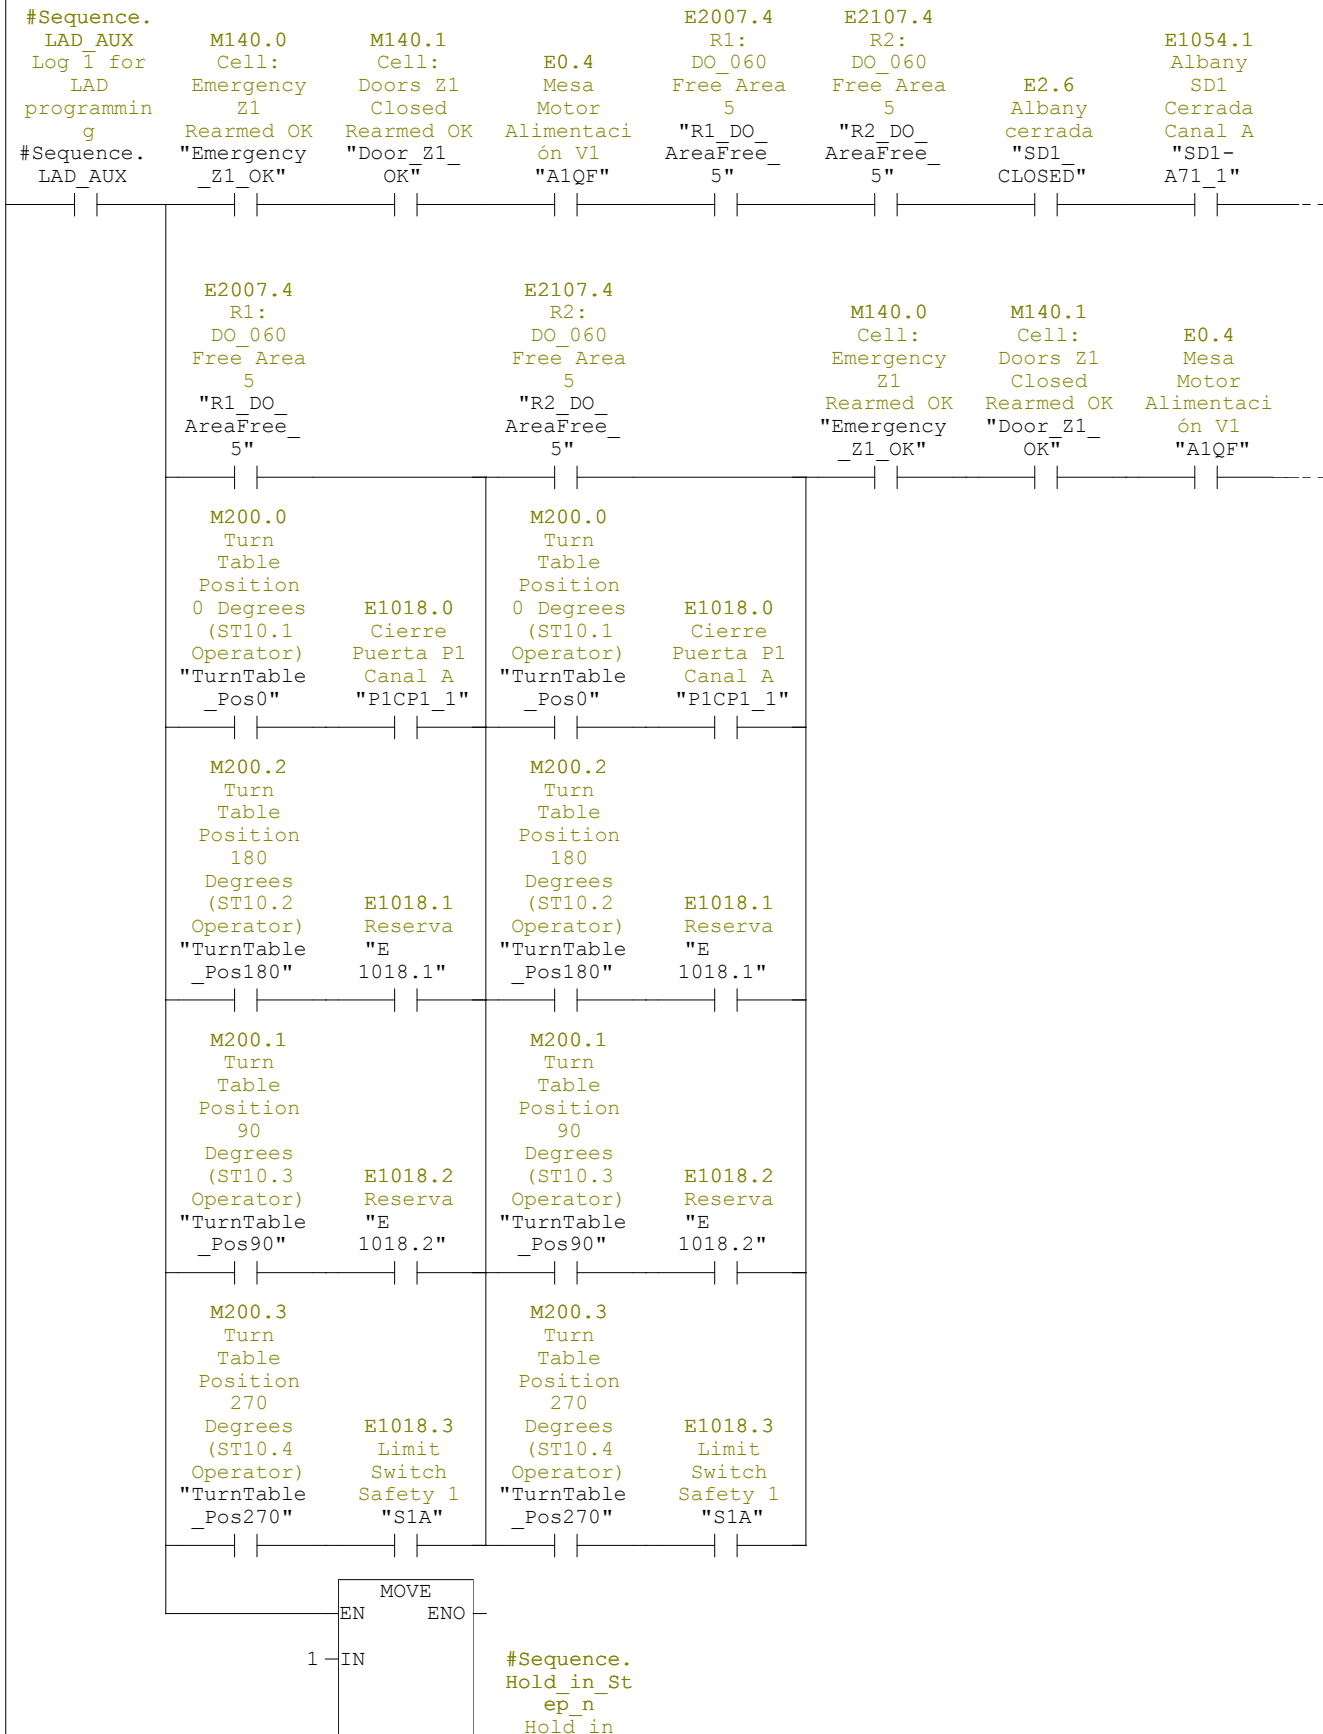 #Sequence.
LAD_AUX
Log 1 for
LAD
programmin
g
#Sequence.
LAD_AUX
M140.0
Cell:
Emergency
Z1
Rearmed OK
"Emergency
_Z1_OK"
M140.1
Cell:
Doors Z1
Closed
Rearmed OK
"Door_Z1_
OK"
E0.4
Mesa
Motor
Alimentaci
ón V1
"A1QF"
E2007.4
R1:
DO_060
Free Area
5
"R1_DO_
AreaFree_
5"
E2107.4
R2:
DO_060
Free Area
5
"R2_DO_
AreaFree_
5"
E2.6
Albany
cerrada
"SD1_
CLOSED"
E1054.1
Albany
SD1
Cerrada
Canal A
"SD1-
A71_1"
E2007.4
R1:
DO_060
Free Area
5
"R1_DO_
AreaFree_
5"
E2107.4
R2:
DO_060
Free Area
5
"R2_DO_
AreaFree_
5"
M140.0
Cell:
Emergency
Z1
Rearmed OK
"Emergency
_Z1_OK"
M140.1
Cell:
Doors Z1
Closed
Rearmed OK
"Door_Z1_
OK"
E0.4
Mesa
Motor
Alimentaci
ón V1
"A1QF"
M200.0
Turn
Table
Position
0 Degrees
(ST10.1
Operator)
"TurnTable
_Pos0"
E1018.0
Cierre
Puerta P1
Canal A
"P1CP1_1"
M200.0
Turn
Table
Position
0 Degrees
(ST10.1
Operator)
"TurnTable
_Pos0"
E1018.0
Cierre
Puerta P1
Canal A
"P1CP1_1"
M200.2
Turn
Table
Position
180
Degrees
(ST10.2
Operator)
"TurnTable
_Pos180"
E1018.1
Reserva
"E
1018.1"
M200.2
Turn
Table
Position
180
Degrees
(ST10.2
Operator)
"TurnTable
_Pos180"
E1018.1
Reserva
"E
1018.1"
M200.1
Turn
Table
Position
90
Degrees
(ST10.3
Operator)
"TurnTable
_Pos90"
E1018.2
Reserva
"E
1018.2"
M200.1
Turn
Table
Position
90
Degrees
(ST10.3
Operator)
"TurnTable
_Pos90"
E1018.2
Reserva
"E
1018.2"
M200.3
Turn
Table
Position
270
Degrees
(ST10.4
Operator)
"TurnTable
_Pos270"
E1018.3
Limit
Switch
Safety 1
"S1A"
M200.3
Turn
Table
Position
270
Degrees
(ST10.4
Operator)
"TurnTable
_Pos270"
E1018.3
Limit
Switch
Safety 1
"S1A"
MOVE
EN ENO
1 IN
#Sequence.
Hold_in_St
ep_n
Hold in